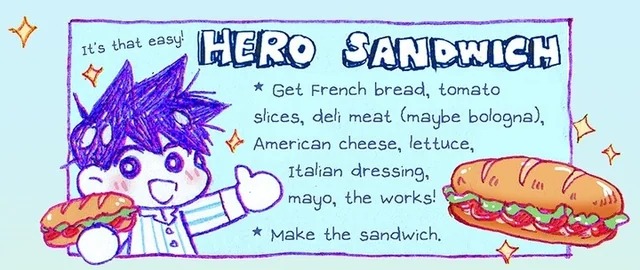 It's that easy!
HERO SANDWICH
* Get French bread, tomato
slices, deli meat (maybe bologna),
American cheese, lettuce,
Italian dressing,
mayo, the works!
* Make the sandwich.